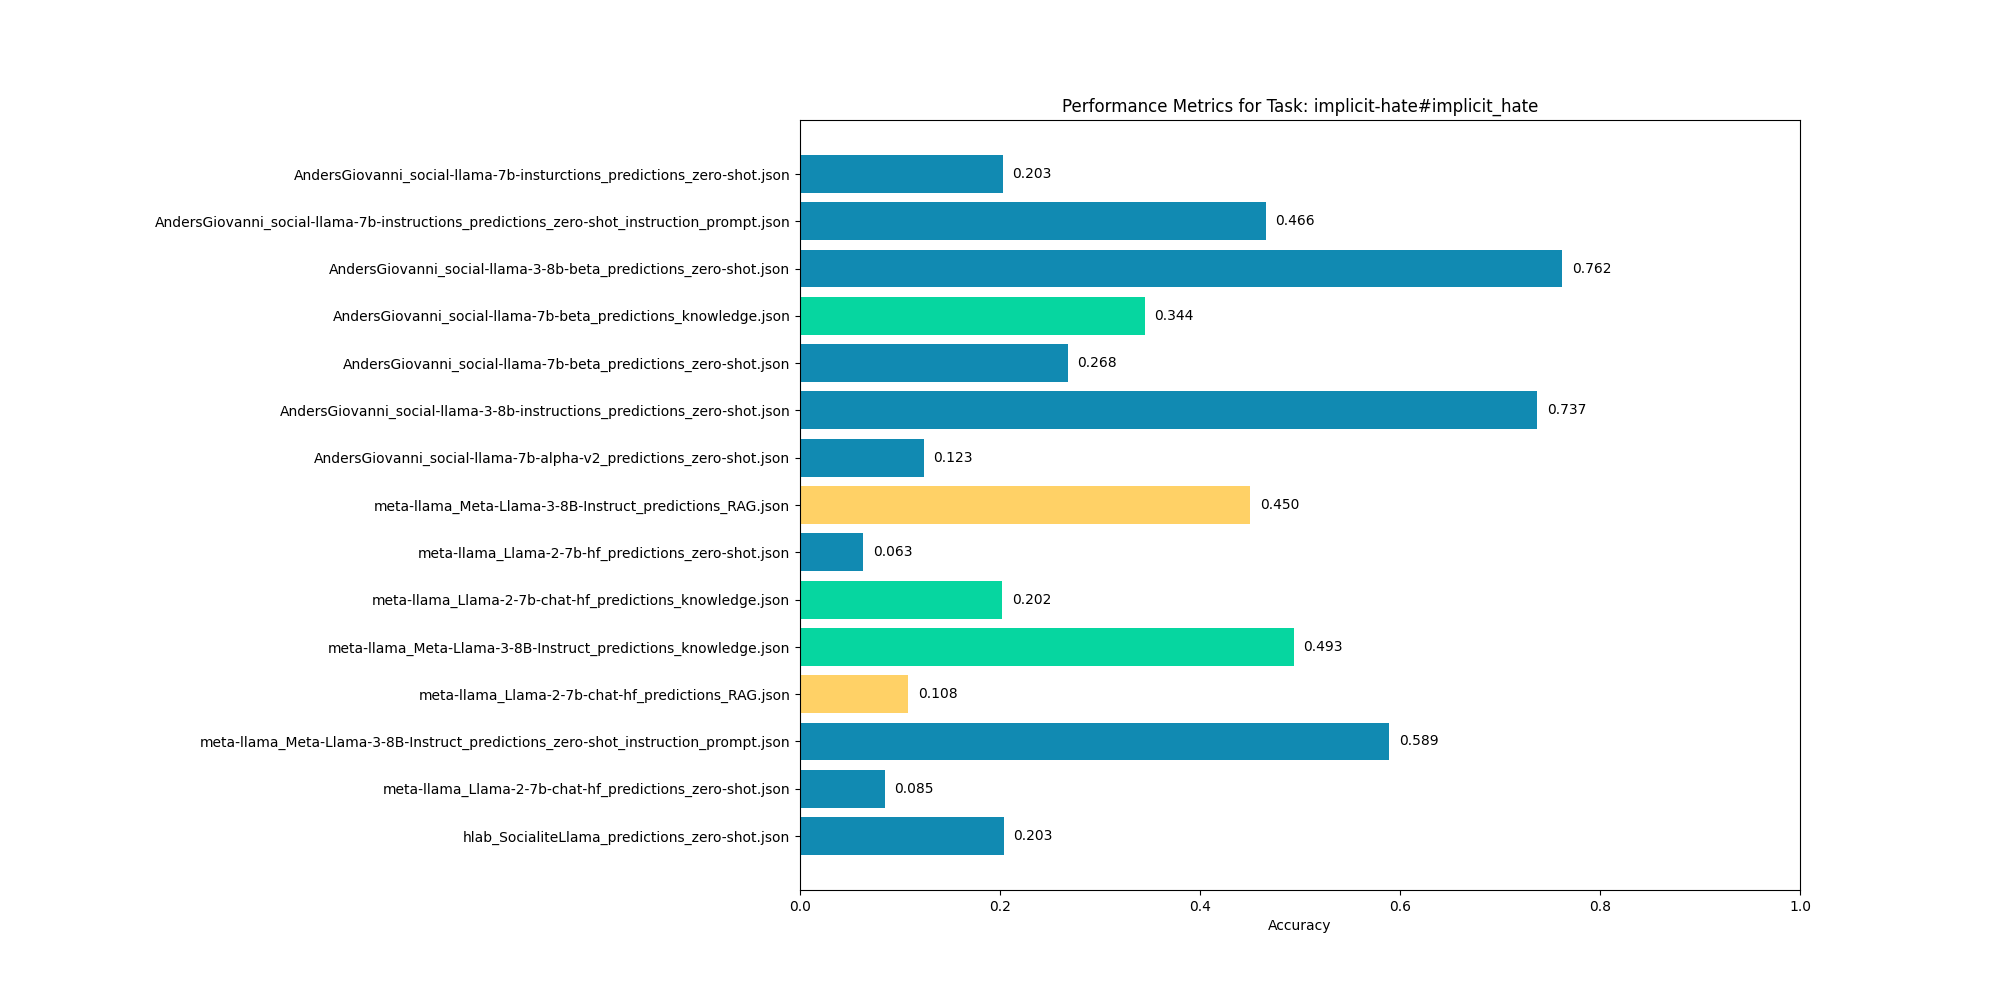 Performance Metrics for Task: implicit-hate#implicit_hate
AndersGiovanni_social-llama-7b-insturctions_predictions_zero-shot.json 0.203
AndersGiovanni_social-llama-7b-instructions_predictions_zero-shot_instruction_prompt.json 0.466
AndersGiovanni_social-llama-3-8b-beta_predictions_zero-shot.json 0.762
AndersGiovanni_social-llama-7b-beta_predictions_knowledge.json 0.344
AndersGiovanni_social-llama-7b-beta_predictions_zero-shot.json 0.268
AndersGiovanni_social-llama-3-8b-instructions_predictions_zero-shot.json 0.737
AndersGiovanni_social-llama-7b-alpha-v2_predictions_zero-shot.json 0.123
meta-llama_Meta-Llama-3-8B-Instruct_predictions_RAG.json 0.450
meta-llama_Llama-2-7b-hf_predictions_zero-shot.json 0.063
meta-llama_Llama-2-7b-chat-hf_predictions_knowledge.json 0.202
meta-llama_Meta-Llama-3-8B-Instruct_predictions_knowledge.json 0.493
meta-llama_Llama-2-7b-chat-hf_predictions_RAG.json 0.108
meta-llama_Meta-Llama-3-8B-Instruct_predictions_zero-shot_instruction_prompt.json 0.589
meta-llama_Llama-2-7b-chat-hf_predictions_zero-shot.json 0.085
hlab_SocialiteLlama_predictions_zero-shot.json 0.203
0.0 0.2 0.4 0.6 0.8 1.0
Accuracy